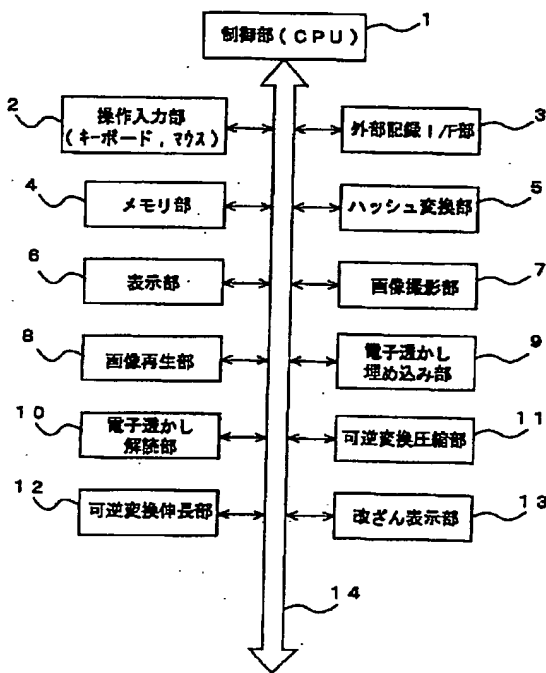 制御部(CPU)
1
2
操作入力部
(キーボード,マウス)
外部記録I/F部
3
4
メモリ部
ハッシュ変換部
5
6
表示部
画像撮影部
7
8
画像再生部
電子透かし
埋め込み部
9
10
電子透かし
解読部
可逆変換圧縮部
11
12
可逆変換伸長部
改ざん表示部
13
14